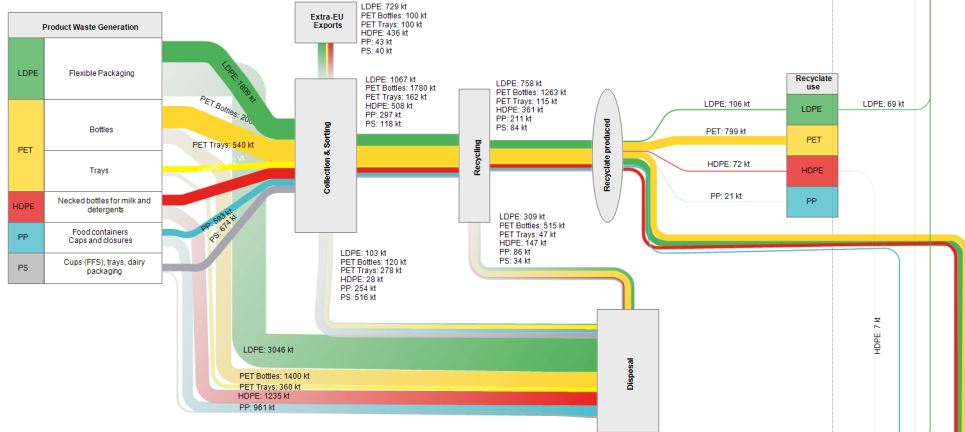 Product Waste Generation
LDPE
Flexible Packaging
PET
Bottles
Trays
HDPE
Necked bottles for milk and
detergents
PP
Food containers
Caps and closures
PS
Cups (FFS), trays, dairy
packaging
LDPE: 1899 kt
PET Bottles: 200
PET Trays: 540 kt
PP: 593 kt
PS: 674 kt
Extra-EU
Exports
LDPE: 729 kt
PET Bottles: 100 kt
PET Trays: 100 kt
HDPE: 436 kt
PP: 43 kt
PS: 40 kt
Collection & Sorting
LDPE: 1067 kt
PET Bottles: 1780 kt
PET Trays: 162 kt
HDPE: 508 kt
PP: 297 kt
PS: 118 kt
Recycling
LDPE: 758 kt
PET Bottles: 1263 kt
PET Trays: 115 kt
HDPE: 361 kt
PP: 211 kt
PS: 84 kt
Recyclate produced
LDPE: 106 kt
PET: 799 kt
HDPE: 72 kt
PP: 21 kt
Recyclate
use
LDPE
PET
HDPE
PP
LDPE: 69 kt
HDPE: 7 kt
LDPE: 103 kt
PET Bottles: 120 kt
PET Trays: 278 kt
HDPE: 28 kt
PP: 254 kt
PS: 516 kt
LDPE: 309 kt
PET Bottles: 515 kt
PET Trays: 47 kt
HDPE: 147 kt
PP: 86 kt
PS: 34 kt
LDPE: 3046 kt
PET Bottles: 1400 kt
PET Trays: 360 kt
HDPE: 1235 kt
PP: 961 kt
Disposal